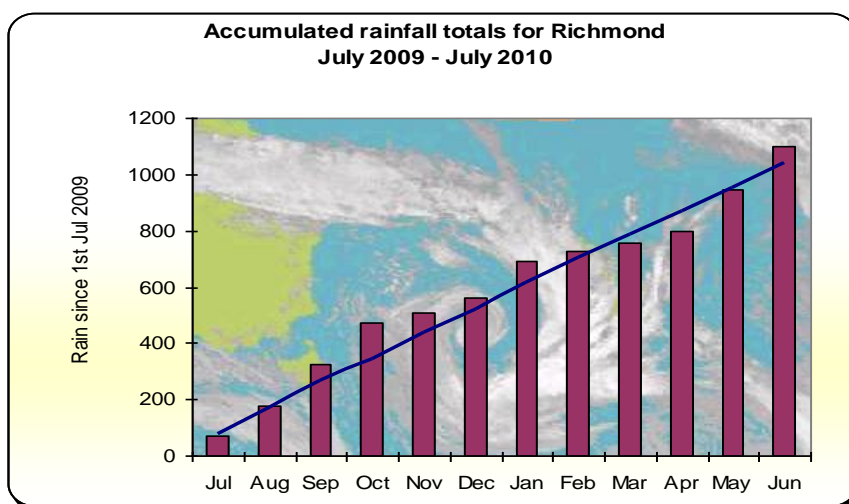 Accumulated rainfall totals for Richmond
July 2009 - July 2010
Rain since 1st Jul 2009
1200
1000
800
600
400
200
0
Jul Aug Sep Oct Nov Dec Jan Feb Mar Apr May Jun